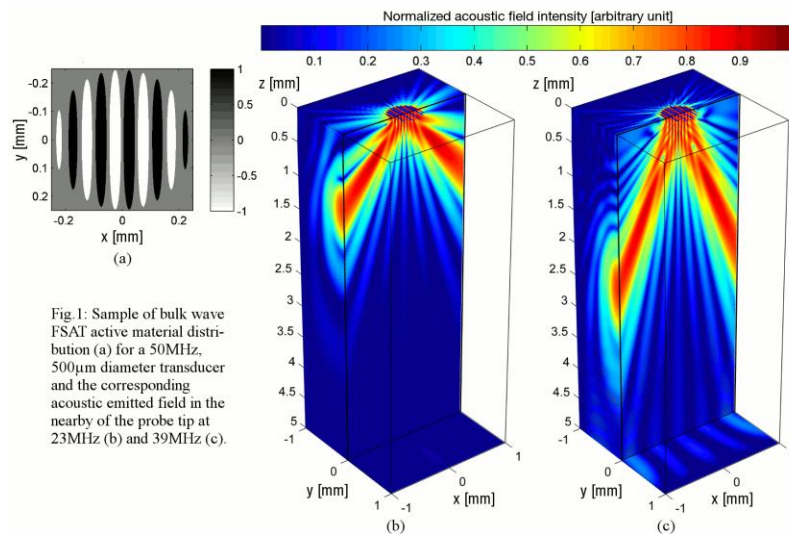 Normalized acoustic field intensity [arbitrary unit]
0.1 0.2 0.3 0.4 0.5 0.6 0.7 0.8 0.9
-0.2
-0.1
0
0.1
0.2
y [mm]
-0.2 0 0.2
x [mm]
1
0.5
0
-0.5
-1
(a)
z [mm]
0
0.5
1
1.5
2
2.5
3
3.5
4
4.5
5
-1
0
1
y [mm]
-1
0
1
x [mm]
(b)
z [mm]
0
0.5
1
1.5
2
2.5
3
3.5
4
4.5
5
-1
0
1
y [mm]
-1
0
1
x [mm]
(c)
Fig.1: Sample of bulk wave
FSAT active material distri-
bution (a) for a 50MHz,
500µm diameter transducer
and the corresponding
acoustic emitted field in the
nearby of the probe tip at
23MHz (b) and 39MHz (c).